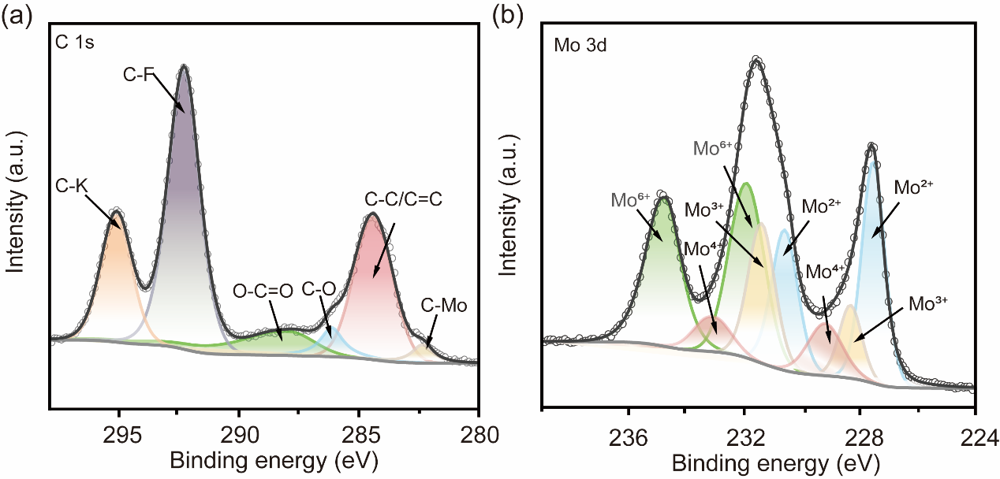 (a)
C 1s
C-F
C-K
C-C/C=C
O-C=O
C-O
C-Mo
Intensity (a.u.)
295
290
285
280
Binding energy (eV)
(b)
Mo 3d
Mo⁶⁺
Mo⁶⁺
Mo³⁺
Mo²⁺
Mo²⁺
Mo⁴⁺
Mo⁴⁺
Mo³⁺
Intensity (a.u.)
236
232
228
224
Binding energy (eV)